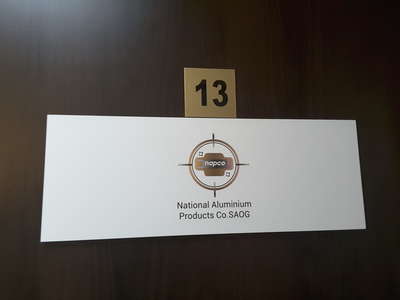 13
napco
National Aluminium
Products Co.SAOG